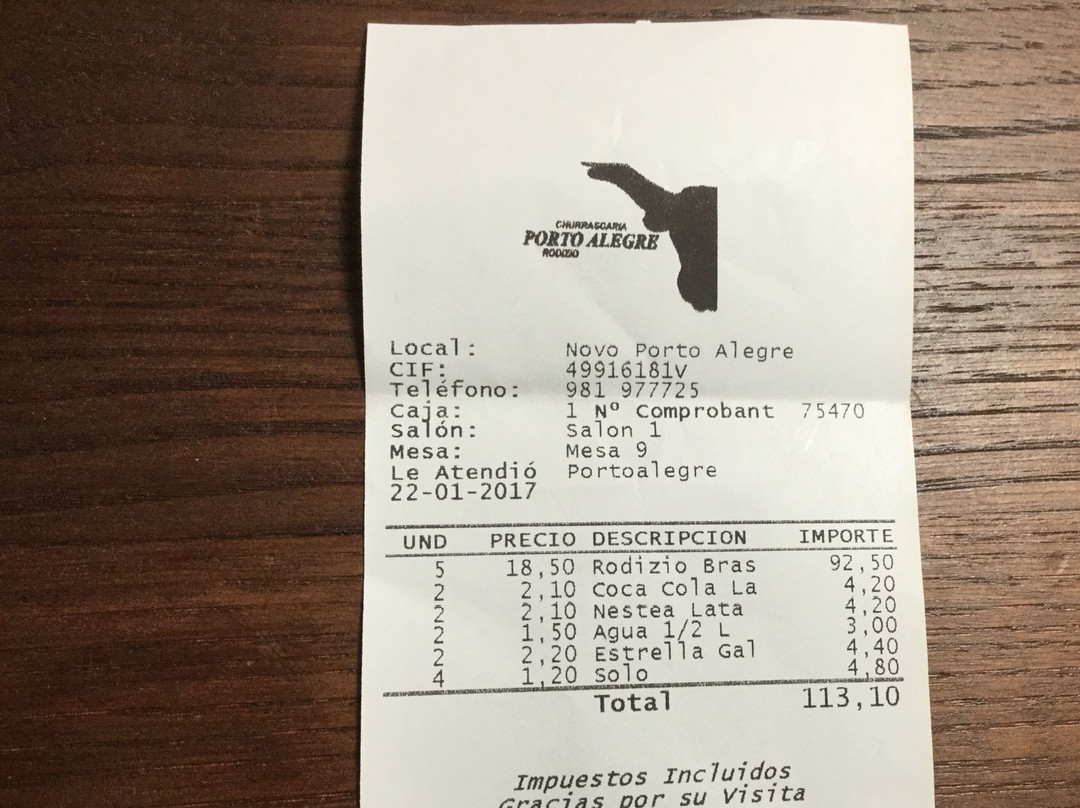 CHURRASCARIA
PORTO ALEGRE
RODIZIO
Local: Novo Porto Alegre
CIF: 49916181V
Teléfono: 981 977725
Caja: 1 Nº Comprobant 75470
Salón: Salon 1
Mesa: Mesa 9
Le Atendió Portoalegre
22-01-2017
UND PRECIO DESCRIPCION IMPORTE
5 18,50 Rodizio Bras 92,50
2 2,10 Coca Cola La 4,20
2 2,10 Nestea Lata 4,20
2 1,50 Agua 1/2 L 3,00
2 2,20 Estrella Gal 4,40
4 1,20 Solo 4,80
Total 113,10
Impuestos Incluidos
Gracias por su Visita